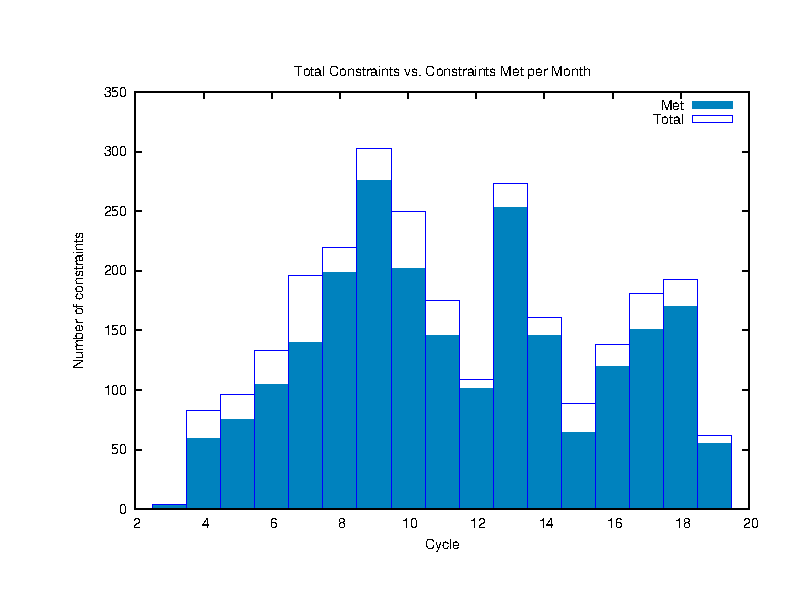 Total Constraints vs. Constraints Met per Month
350
300
250
200
150
100
50
0
Number of constraints
Met
Total
2 4 6 8 10 12 14 16 18 20
Cycle